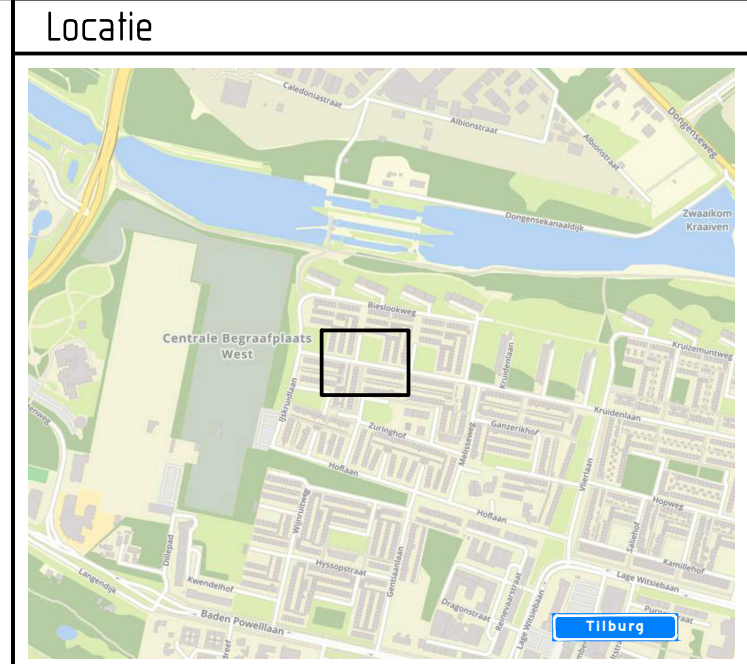 Locatie
Caledoniastraat
Albionstraat
Albionstraat
Dongenseweg
Dongensekanaaldijk
Zwaaikom
Kraaiven
Bieslookweg
Centrale Begraafplaats
West
Kruidenlaan
Kruizemuntweg
IJskruidlaan
Kruidenlaan
Zuringhof
Melisseweg
Ganzerikhof
Hoflaan
Vlierlaan
Wijnruitweg
Hoflaan
Hopweg
Saliehof
Dillepad
Hyssopstraat
Gentiaanlaan
Kamillehof
Langendijk
Kwendelhof
Reinevaarstraat
Lage Witsiebaan
Dragonstraat
Baden Powelllaan
Lage Witsiebaan
Tilburg